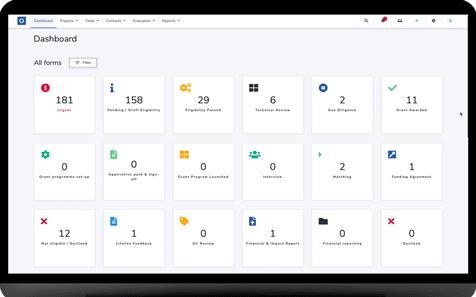 Dashboard Projects Tasks Contacts Evaluation Reports
Dashboard
All forms Filter
181 158 29 6 2 11
Urgent Pending / Draft Eligibility Eligibility Passed Technical Review Due Diligence Grant Awarded
0 0 0 0 2 1
Grant programme set-up Application pack & sign-off Grant Program Launched Interview Matching Funding Agreement
12 1 0 1 0 0
Not eligible / Declined Lifeline Feedback OC Review Financial & Impact Report Financial reporting Declined